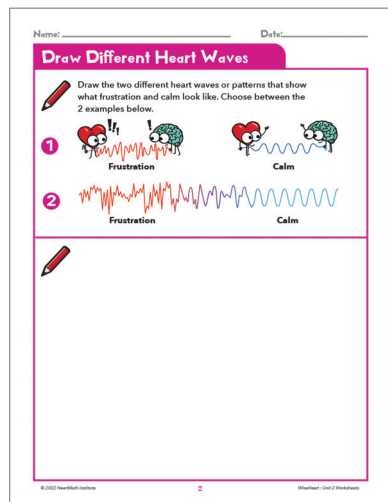 Name: Date:
Draw Different Heart Waves
Draw the two different heart waves or patterns that show
what frustration and calm look like. Choose between the
2 examples below.
1
!!! !
Frustration Calm
2
Frustration Calm
© 2022 HeartMath Institute 2 WiseHeart: Unit 2 Worksheets